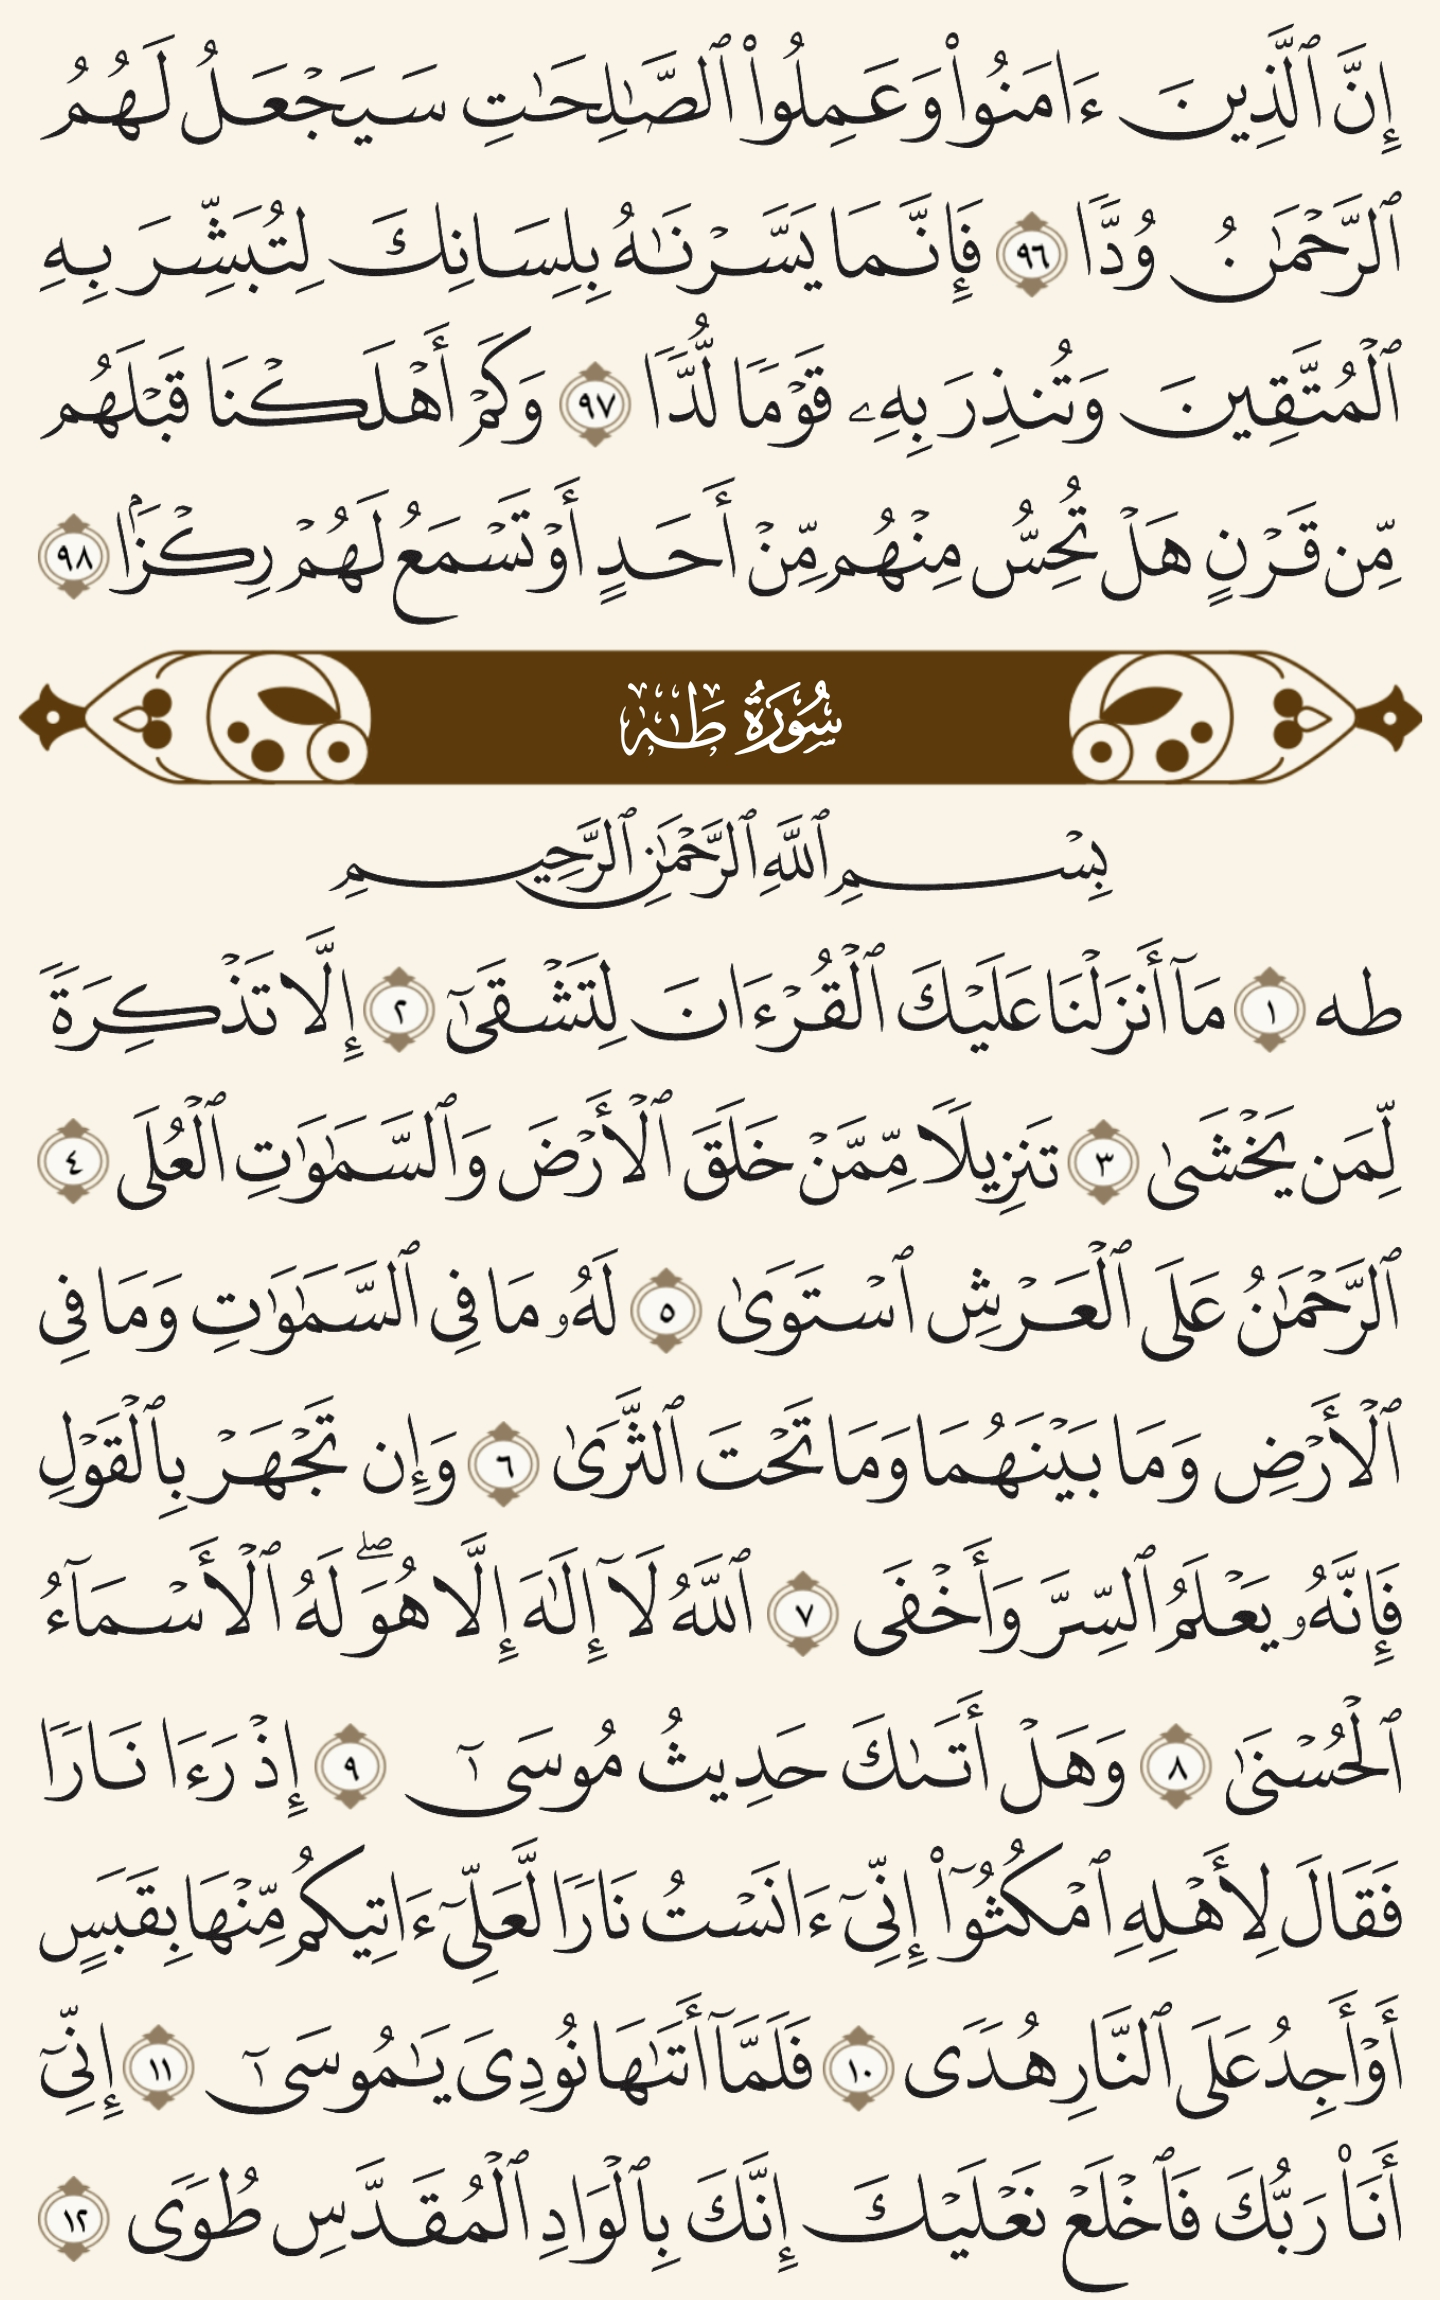 إِنَّ ٱلَّذِينَ ءَامَنُوا۟ وَعَمِلُوا۟ ٱلصَّـٰلِحَـٰتِ سَيَجْعَلُ لَهُمُ
ٱلرَّحْمَـٰنُ وُدًّا ٩٦ فَإِنَّمَا يَسَّرْنَـٰهُ بِلِسَانِكَ لِتُبَشِّرَ بِهِ
ٱلْمُتَّقِينَ وَتُنذِرَ بِهِۦ قَوْمًا لُّدًّا ٩٧ وَكَمْ أَهْلَكْنَا قَبْلَهُم
مِّن قَرْنٍ هَلْ تُحِسُّ مِنْهُم مِّنْ أَحَدٍ أَوْ تَسْمَعُ لَهُمْ رِكْزًۢا ٩٨
سُورَةُ طَـٰهَـٰ
بِسْمِ ٱللَّهِ ٱلرَّحْمَـٰنِ ٱلرَّحِيمِ
طه ١ مَآ أَنزَلْنَا عَلَيْكَ ٱلْقُرْءَانَ لِتَشْقَىٰٓ ٢ إِلَّا تَذْكِرَةً
لِّمَن يَخْشَىٰ ٣ تَنزِيلًا مِّمَّنْ خَلَقَ ٱلْأَرْضَ وَٱلسَّمَـٰوَٰتِ ٱلْعُلَى ٤
ٱلرَّحْمَـٰنُ عَلَى ٱلْعَرْشِ ٱسْتَوَىٰ ٥ لَهُۥ مَا فِى ٱلسَّمَـٰوَٰتِ وَمَا فِى
ٱلْأَرْضِ وَمَا بَيْنَهُمَا وَمَا تَحْتَ ٱلثَّرَىٰ ٦ وَإِن تَجْهَرْ بِٱلْقَوْلِ
فَإِنَّهُۥ يَعْلَمُ ٱلسِّرَّ وَأَخْفَى ٧ ٱللَّهُ لَآ إِلَـٰهَ إِلَّا هُوَ ۖ لَهُ ٱلْأَسْمَآءُ
ٱلْحُسْنَىٰ ٨ وَهَلْ أَتَىٰكَ حَدِيثُ مُوسَىٰٓ ٩ إِذْ رَءَا نَارًا
فَقَالَ لِأَهْلِهِ ٱمْكُثُوٓا۟ إِنِّىٓ ءَانَسْتُ نَارًا لَّعَلِّىٓ ءَاتِيكُم مِّنْهَا بِقَبَسٍ
أَوْ أَجِدُ عَلَى ٱلنَّارِ هُدًى ١٠ فَلَمَّآ أَتَىٰهَا نُودِىَ يَـٰمُوسَىٰٓ ١١ إِنِّىٓ
أَنَا۠ رَبُّكَ فَٱخْلَعْ نَعْلَيْكَ إِنَّكَ بِٱلْوَادِ ٱلْمُقَدَّسِ طُوًى ١٢